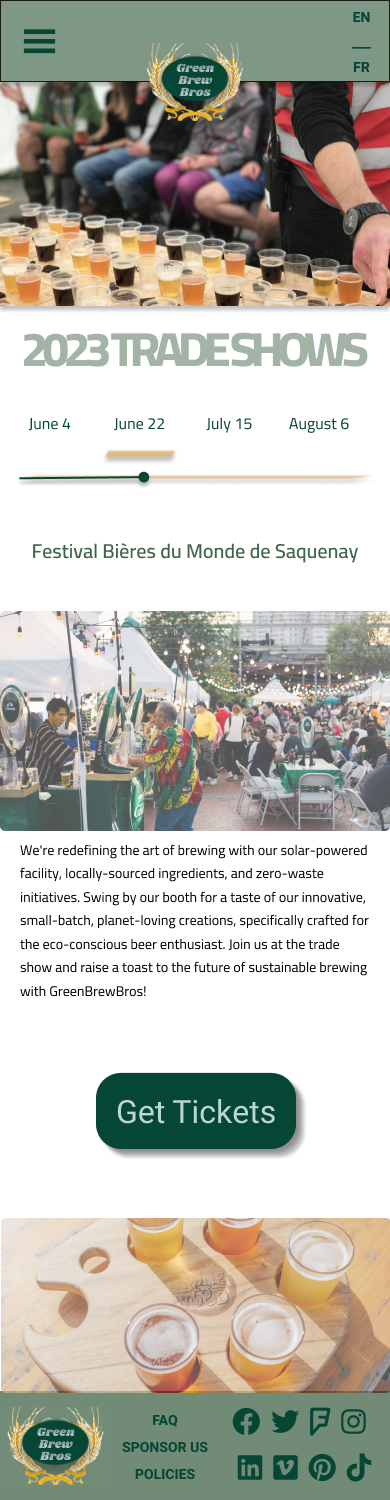 EN
FR
Green
Brew
Bros
2023 TRADE SHOWS
June 4 June 22 July 15 August 6
Festival Bières du Monde de Saquenay
We're redefining the art of brewing with our solar-powered
facility, locally-sourced ingredients, and zero-waste
initiatives. Swing by our booth for a taste of our innovative,
small-batch, planet-loving creations, specifically crafted for
the eco-conscious beer enthusiast. Join us at the trade
show and raise a toast to the future of sustainable brewing
with GreenBrewBros!
Get Tickets
Green
Brew
Bros
FAQ
SPONSOR US
POLICIES